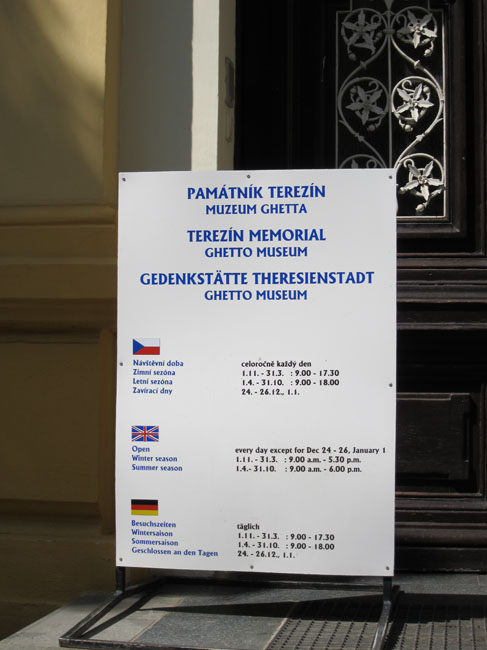 PAMÁTNÍK TEREZÍN
MUZEUM GHETTA
TEREZÍN MEMORIAL
GHETTO MUSEUM
GEDENKSTÄTTE THERESIENSTADT
GHETTO MUSEUM
Návštěvní doba celoročně každý den
Zimní sezóna 1.11. - 31.3. : 9.00 - 17.30
Letní sezóna 1.4. - 31.10. : 9.00 - 18.00
Zavírací dny 24. - 26.12., 1.1.
Open every day except for Dec 24 - 26, January 1
Winter season 1.11. - 31.3. : 9.00 a.m. - 5.30 p.m.
Summer season 1.4.- 31.10. : 9.00 a.m. - 6.00 p.m.
Besuchszeiten täglich
Wintersaison 1.11. - 31.3. : 9.00 - 17.30
Sommersaison 1.4. - 31.10. : 9.00 - 18.00
Geschlossen an den Tagen 24. - 26.12., 1.1.